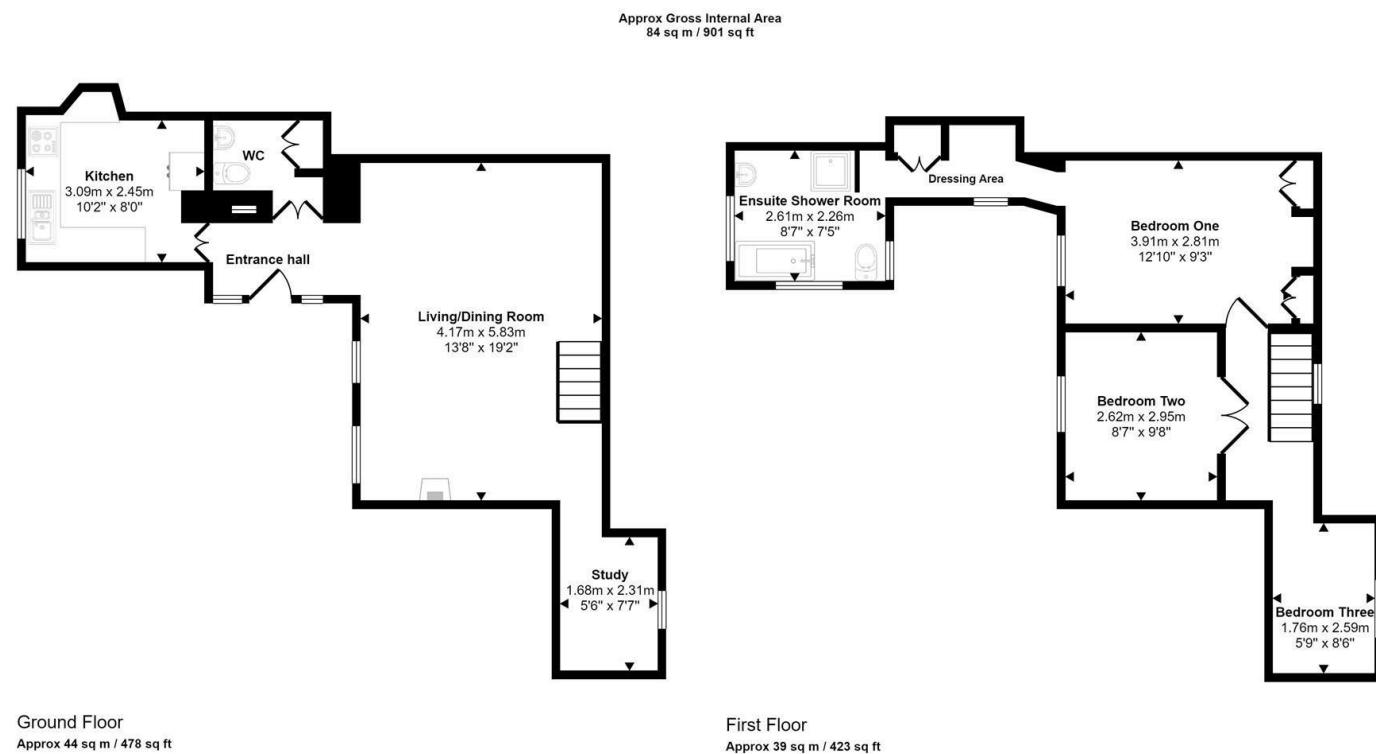 Approx Gross Internal Area
84 sq m / 901 sq ft
Kitchen
3.09m x 2.45m
10'2" x 8'0"
WC
Entrance hall
Living/Dining Room
4.17m x 5.83m
13'8" x 19'2"
Study
1.68m x 2.31m
5'6" x 7'7"
Ground Floor
Approx 44 sq m / 478 sq ft
Ensuite Shower Room
2.61m x 2.26m
8'7" x 7'5"
Dressing Area
Bedroom One
3.91m x 2.81m
12'10" x 9'3"
Bedroom Two
2.62m x 2.95m
8'7" x 9'8"
Bedroom Three
1.76m x 2.59m
5'9" x 8'6"
First Floor
Approx 39 sq m / 423 sq ft